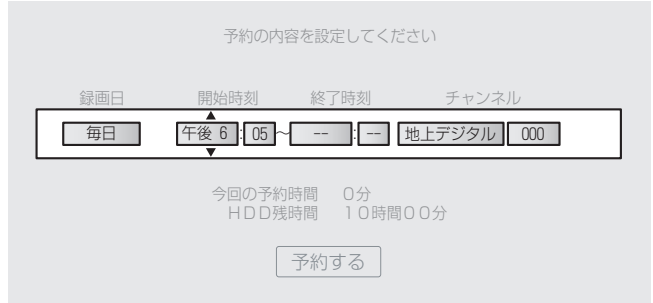 予約の内容を設定してください
録画日 開始時刻 終了時刻 チャンネル
毎日 午後 6 : 05 ～ -- : -- 地上デジタル 000
今回の予約時間 0分
HDD残時間 10時間00分
予約する